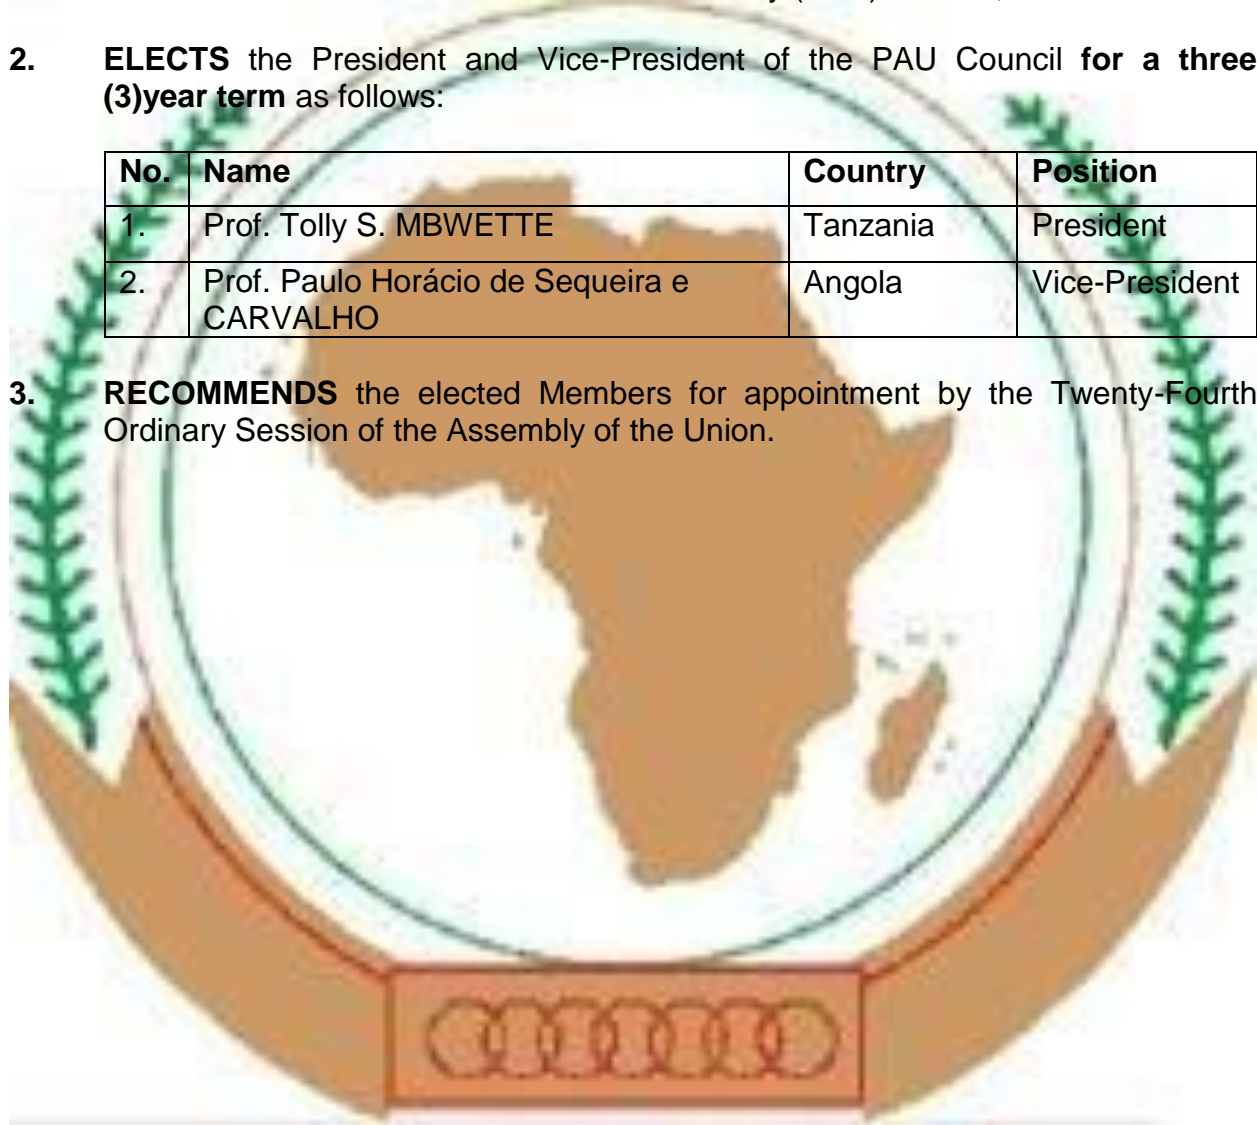 2. ELECTS the President and Vice-President of the PAU Council for a three
(3)year term as follows:
No. Name Country Position
1. Prof. Tolly S. MBWETTE Tanzania President
2. Prof. Paulo Horácio de Sequeira e Angola Vice-President
CARVALHO
3. RECOMMENDS the elected Members for appointment by the Twenty-Fourth
Ordinary Session of the Assembly of the Union.